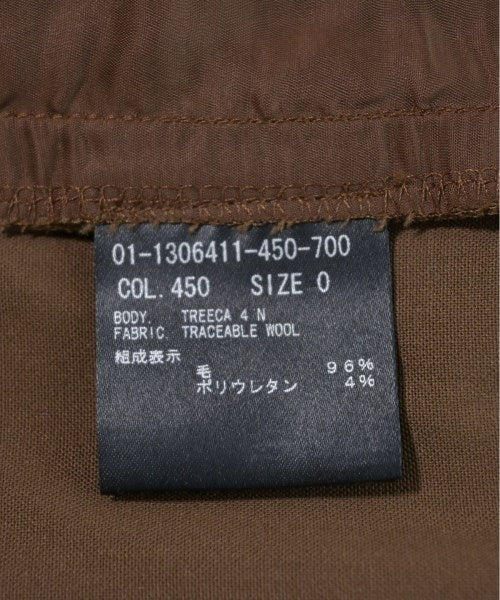 01-1306411-450-700
COL. 450 SIZE 0
BODY. TREECA 4 N
FABRIC. TRACEABLE WOOL
組成表示
毛 96%
ポリウレタン 4%